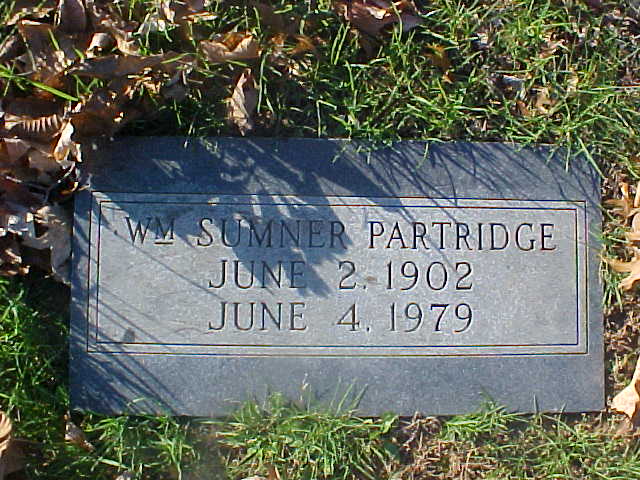 WM SUMNER PARTRIDGE
JUNE 2, 1902
JUNE 4, 1979